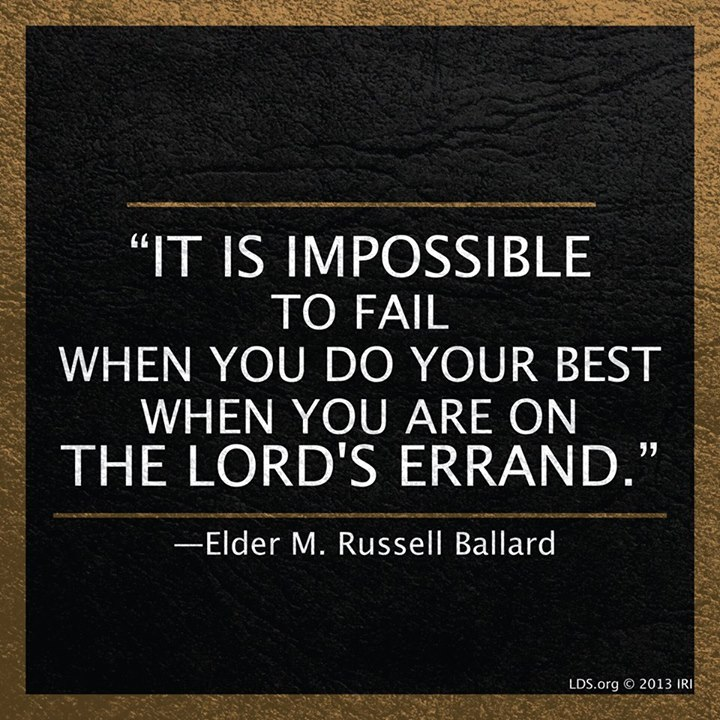 “IT IS IMPOSSIBLE
TO FAIL
WHEN YOU DO YOUR BEST
WHEN YOU ARE ON
THE LORD'S ERRAND.”
—Elder M. Russell Ballard
LDS.org © 2013 IRI